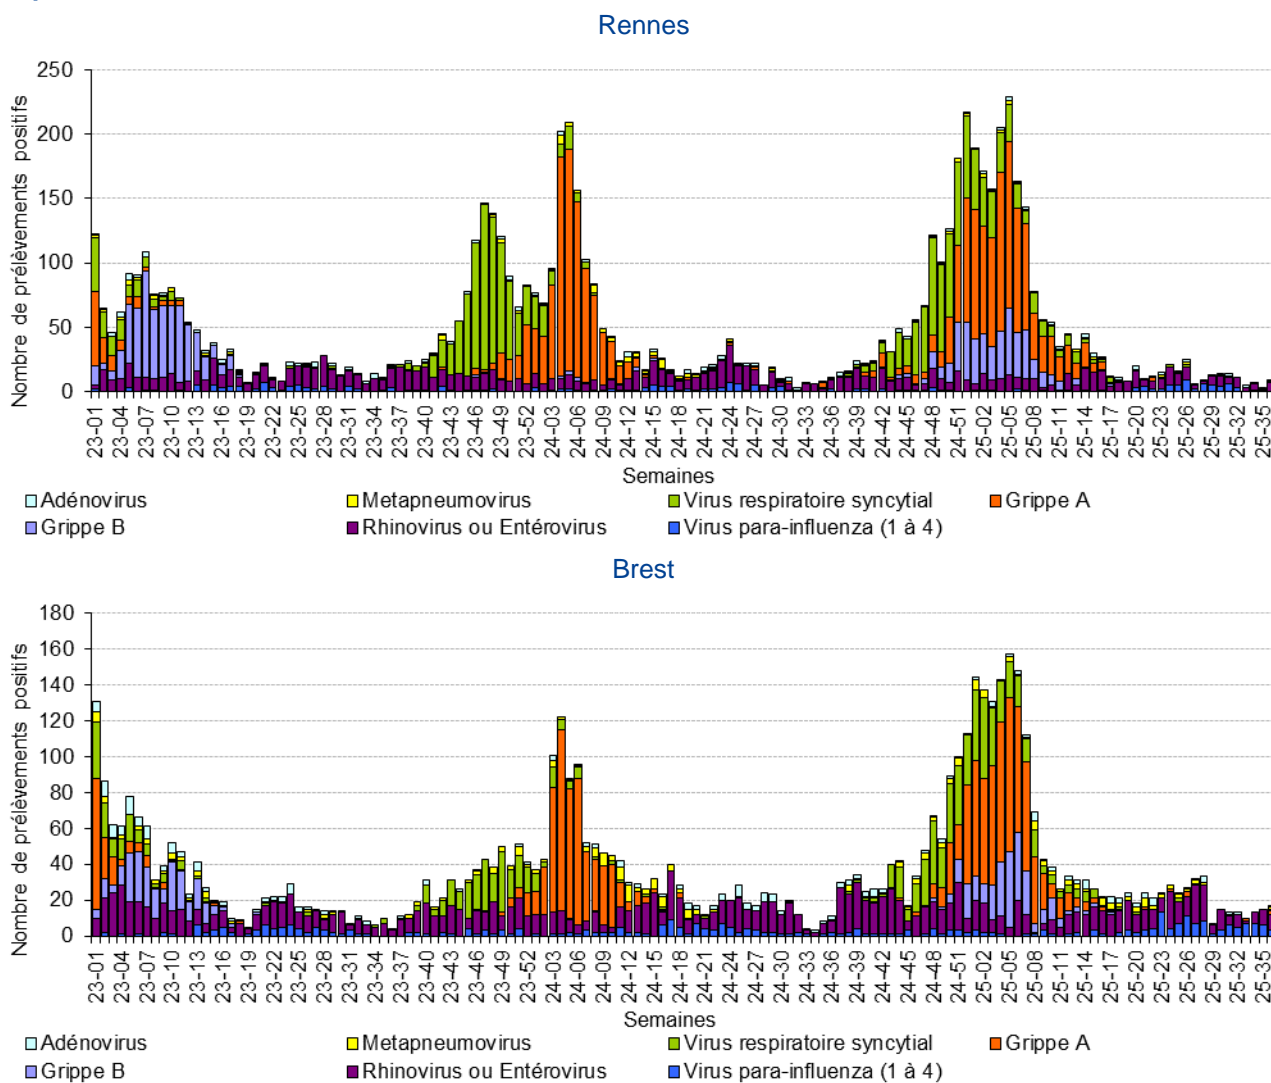 Rennes
Nombre de prélèvements positifs
250
200
150
100
50
0
23-01 23-04 23-07 23-10 23-13 23-16 23-19 23-22 23-25 23-28 23-31 23-34 23-37 23-40 23-43 23-46 23-49 23-52 24-03 24-06 24-09 24-12 24-15 24-18 24-21 24-24 24-27 24-30 24-33 24-36 24-39 24-42 24-45 24-48 24-51 25-02 25-05 25-08 25-11 25-14 25-17 25-20 25-23 25-26 25-29 25-32 25-35
Semaines
Adénovirus Metapneumovirus Virus respiratoire syncytial Grippe A
Grippe B Rhinovirus ou Entérovirus Virus para-influenza (1 à 4)
Brest
Nombre de prélèvements positifs
180
160
140
120
100
80
60
40
20
0
23-01 23-04 23-07 23-10 23-13 23-16 23-19 23-22 23-25 23-28 23-31 23-34 23-37 23-40 23-43 23-46 23-49 23-52 24-03 24-06 24-09 24-12 24-15 24-18 24-21 24-24 24-27 24-30 24-33 24-36 24-39 24-42 24-45 24-48 24-51 25-02 25-05 25-08 25-11 25-14 25-17 25-20 25-23 25-26 25-29 25-32 25-35
Semaines
Adénovirus Metapneumovirus Virus respiratoire syncytial Grippe A
Grippe B Rhinovirus ou Entérovirus Virus para-influenza (1 à 4)